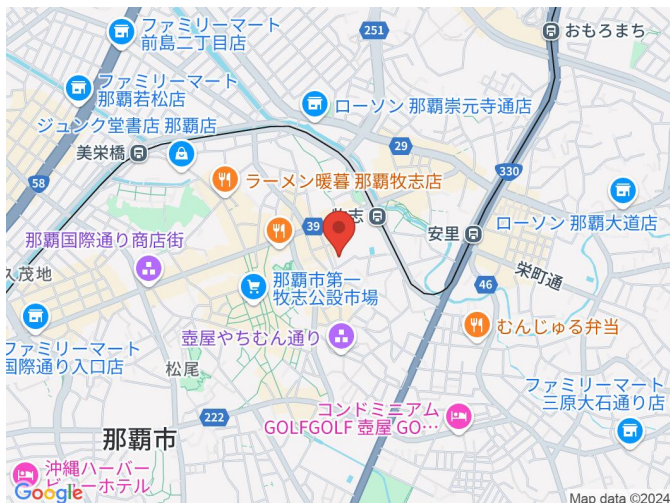 ファミリーマート
前島二丁目店
251
おもろまち
ファミリーマート
那覇若松店
ローソン 那覇崇元寺通店
ジュンク堂書店 那覇店
美栄橋
29
330
58
ラーメン暖暮 那覇牧志店
牧志
39
安里
ローソン 那覇大道店
那覇国際通り商店街
久茂地
栄町通
46
那覇市第一
牧志公設市場
むんじゅる弁当
壺屋やちむん通り
ファミリーマート
国際通り入口店
松尾
ファミリーマート
三原大石通り店
コンドミニアム
GOLFGOLF 壺屋 GO…
222
那覇市
沖縄ハーバー
ビューホテル
Google
Map data ©2024